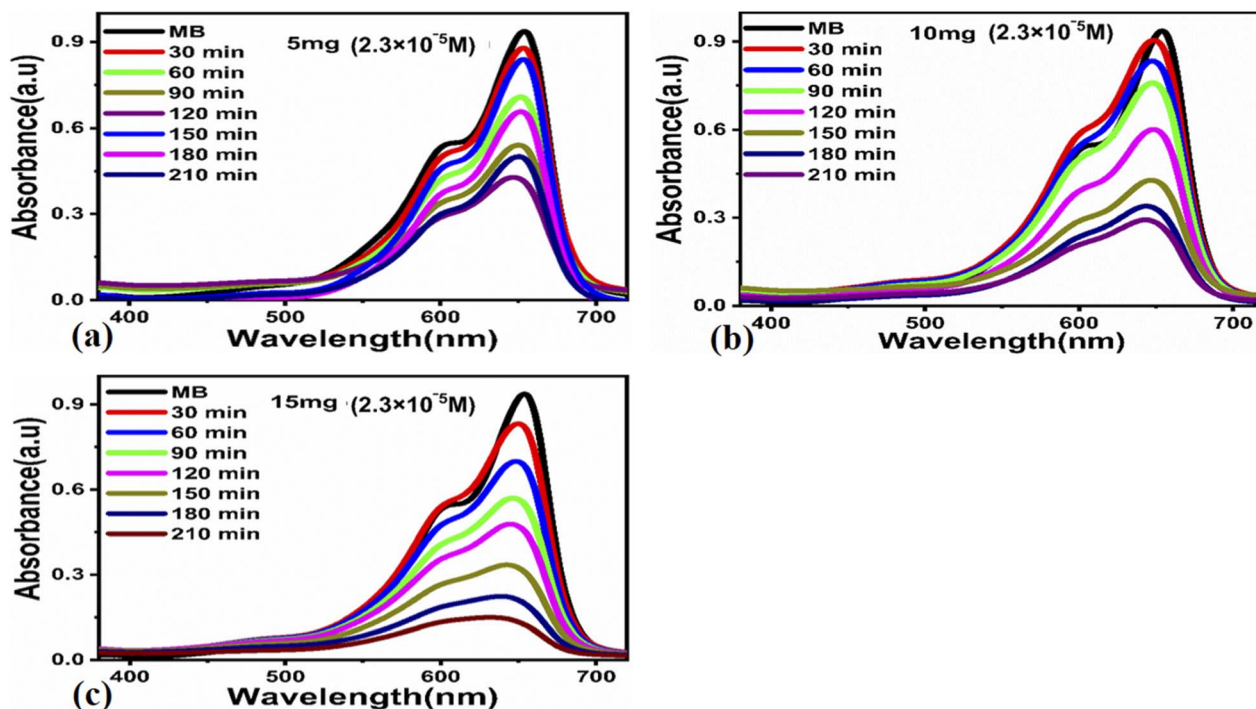 Absorbance(a.u)
0.9
0.6
0.3
0.0
MB
30 min
60 min
90 min
120 min
150 min
180 min
210 min
5mg (2.3×10⁻⁵M)
400 500 600 700
Wavelength(nm)
(a)
Absorbance(a.u)
0.9
0.6
0.3
0.0
MB
30 min
60 min
90 min
120 min
150 min
180 min
210 min
10mg (2.3×10⁻⁵M)
400 500 600 700
Wavelength(nm)
(b)
Absorbance(a.u)
0.9
0.6
0.3
0.0
MB
30 min
60 min
90 min
120 min
150 min
180 min
210 min
15mg (2.3×10⁻⁵M)
400 500 600 700
Wavelength(nm)
(c)